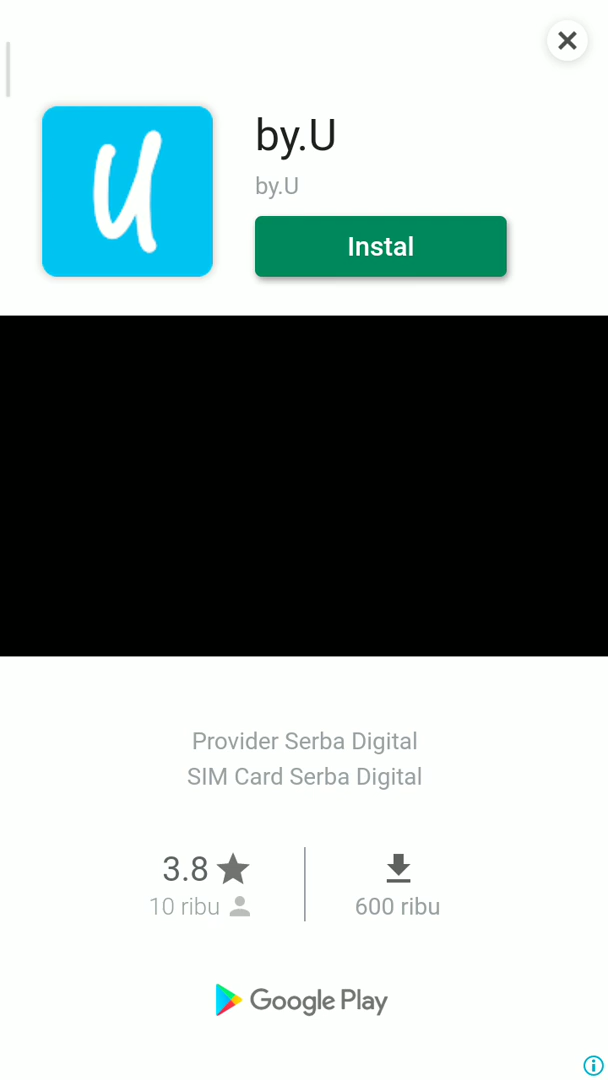 U
by.U
by.U
Instal
Provider Serba Digital
SIM Card Serba Digital
3.8
10 ribu
600 ribu
Google Play